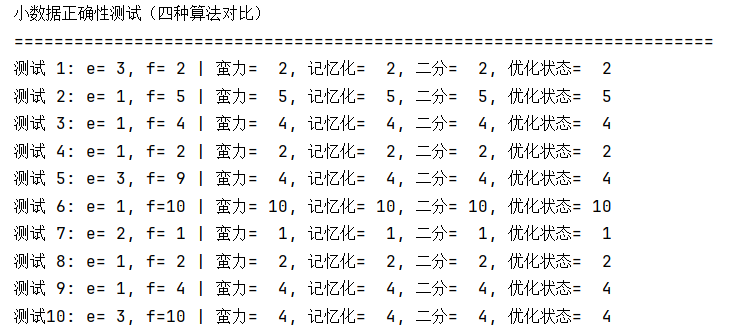 小数据正确性测试（四种算法对比）
======================================================================
测试 1: e= 3, f= 2 | 蛮力=  2, 记忆化=  2, 二分=  2, 优化状态=  2
测试 2: e= 1, f= 5 | 蛮力=  5, 记忆化=  5, 二分=  5, 优化状态=  5
测试 3: e= 1, f= 4 | 蛮力=  4, 记忆化=  4, 二分=  4, 优化状态=  4
测试 4: e= 1, f= 2 | 蛮力=  2, 记忆化=  2, 二分=  2, 优化状态=  2
测试 5: e= 3, f= 9 | 蛮力=  4, 记忆化=  4, 二分=  4, 优化状态=  4
测试 6: e= 1, f=10 | 蛮力= 10, 记忆化= 10, 二分= 10, 优化状态= 10
测试 7: e= 2, f= 1 | 蛮力=  1, 记忆化=  1, 二分=  1, 优化状态=  1
测试 8: e= 1, f= 2 | 蛮力=  2, 记忆化=  2, 二分=  2, 优化状态=  2
测试 9: e= 1, f= 4 | 蛮力=  4, 记忆化=  4, 二分=  4, 优化状态=  4
测试10: e= 3, f=10 | 蛮力=  4, 记忆化=  4, 二分=  4, 优化状态=  4